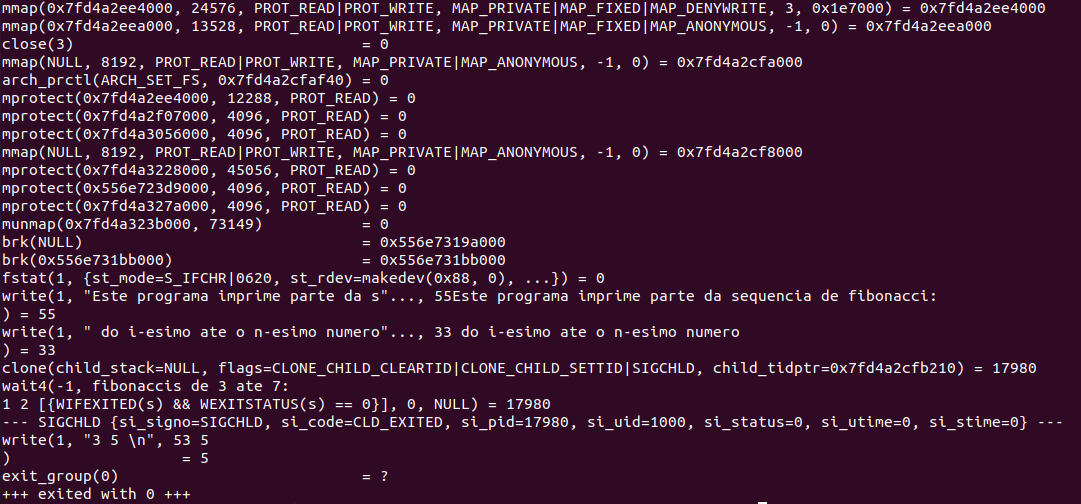 mmap(0x7fd4a2ee4000, 24576, PROT_READ|PROT_WRITE, MAP_PRIVATE|MAP_FIXED|MAP_DENYWRITE, 3, 0x1e7000) = 0x7fd4a2ee4000
mmap(0x7fd4a2eea000, 13528, PROT_READ|PROT_WRITE, MAP_PRIVATE|MAP_FIXED|MAP_ANONYMOUS, -1, 0) = 0x7fd4a2eea000
close(3)                                = 0
mmap(NULL, 8192, PROT_READ|PROT_WRITE, MAP_PRIVATE|MAP_ANONYMOUS, -1, 0) = 0x7fd4a2cfa000
arch_prctl(ARCH_SET_FS, 0x7fd4a2cfaf40) = 0
mprotect(0x7fd4a2ee4000, 12288, PROT_READ) = 0
mprotect(0x7fd4a2f07000, 4096, PROT_READ) = 0
mprotect(0x7fd4a3056000, 4096, PROT_READ) = 0
mmap(NULL, 8192, PROT_READ|PROT_WRITE, MAP_PRIVATE|MAP_ANONYMOUS, -1, 0) = 0x7fd4a2cf8000
mprotect(0x7fd4a3228000, 45056, PROT_READ) = 0
mprotect(0x556e723d9000, 4096, PROT_READ) = 0
mprotect(0x7fd4a327a000, 4096, PROT_READ) = 0
munmap(0x7fd4a323b000, 73149)           = 0
brk(NULL)                               = 0x556e7319a000
brk(0x556e731bb000)                     = 0x556e731bb000
fstat(1, {st_mode=S_IFCHR|0620, st_rdev=makedev(0x88, 0), ...}) = 0
write(1, "Este programa imprime parte da s"..., 55Este programa imprime parte da sequencia de fibonacci:
) = 55
write(1, " do i-esimo ate o n-esimo numero"..., 33 do i-esimo ate o n-esimo numero
) = 33
clone(child_stack=NULL, flags=CLONE_CHILD_CLEARTID|CLONE_CHILD_SETTID|SIGCHLD, child_tidptr=0x7fd4a2cfb210) = 17980
wait4(-1, fibonaccis de 3 ate 7:
1 2 [{WIFEXITED(s) && WEXITSTATUS(s) == 0}], 0, NULL) = 17980
--- SIGCHLD {si_signo=SIGCHLD, si_code=CLD_EXITED, si_pid=17980, si_uid=1000, si_status=0, si_utime=0, si_stime=0} ---
write(1, "3 5 \n", 53 5
)                   = 5
exit_group(0)                           = ?
+++ exited with 0 +++